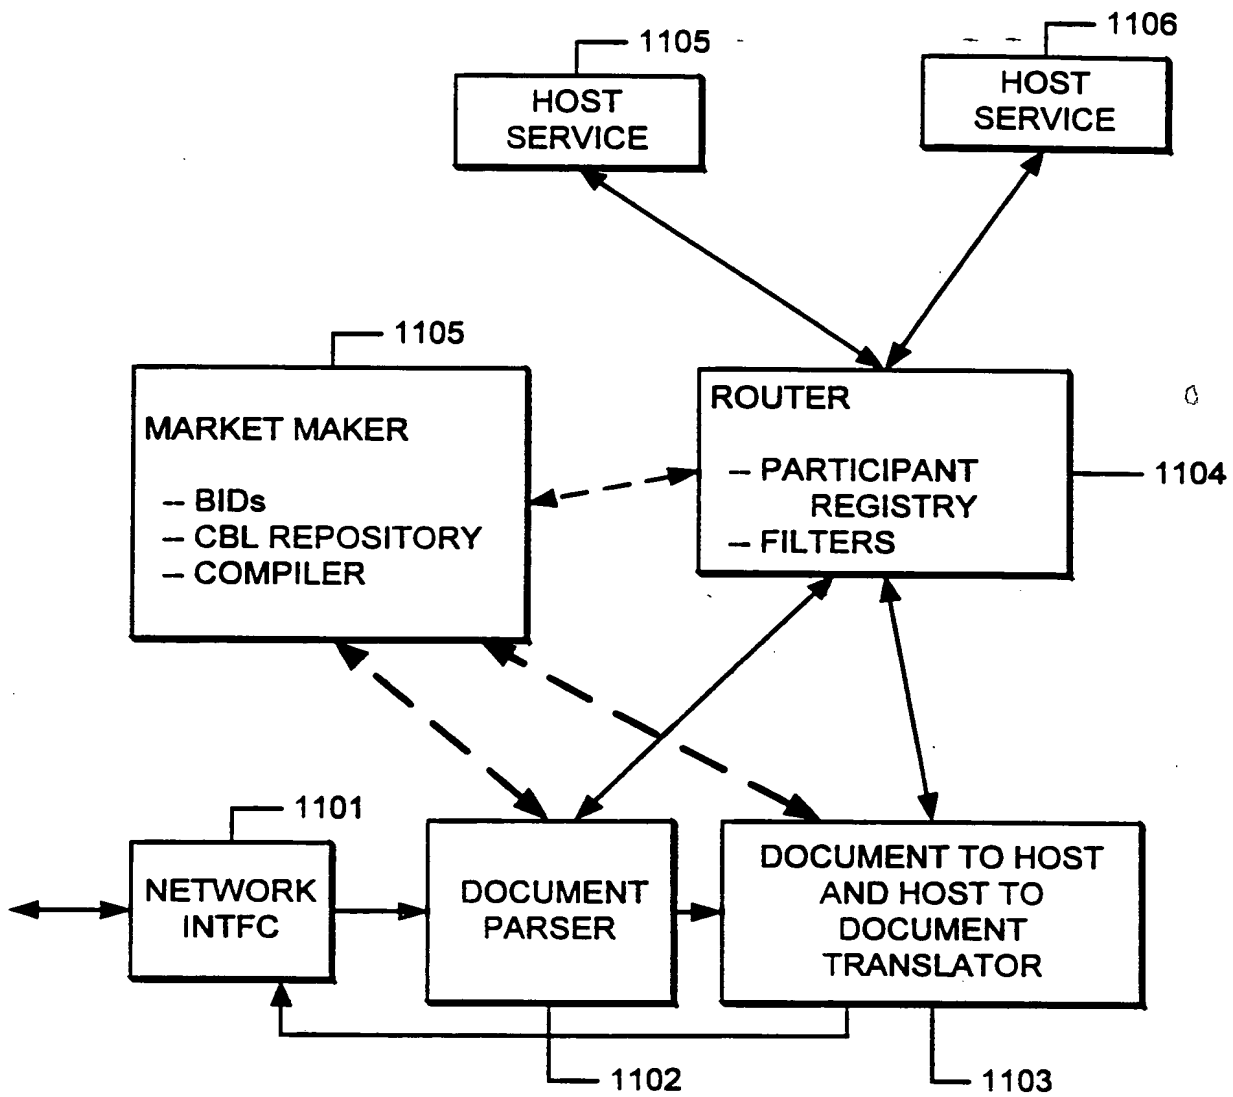 1105
HOST
SERVICE
1106
HOST
SERVICE
1105
MARKET MAKER
– BIDs
– CBL REPOSITORY
– COMPILER
ROUTER
– PARTICIPANT
REGISTRY
– FILTERS
1104
1101
NETWORK
INTFC
DOCUMENT
PARSER
DOCUMENT TO HOST
AND HOST TO
DOCUMENT
TRANSLATOR
1102
1103